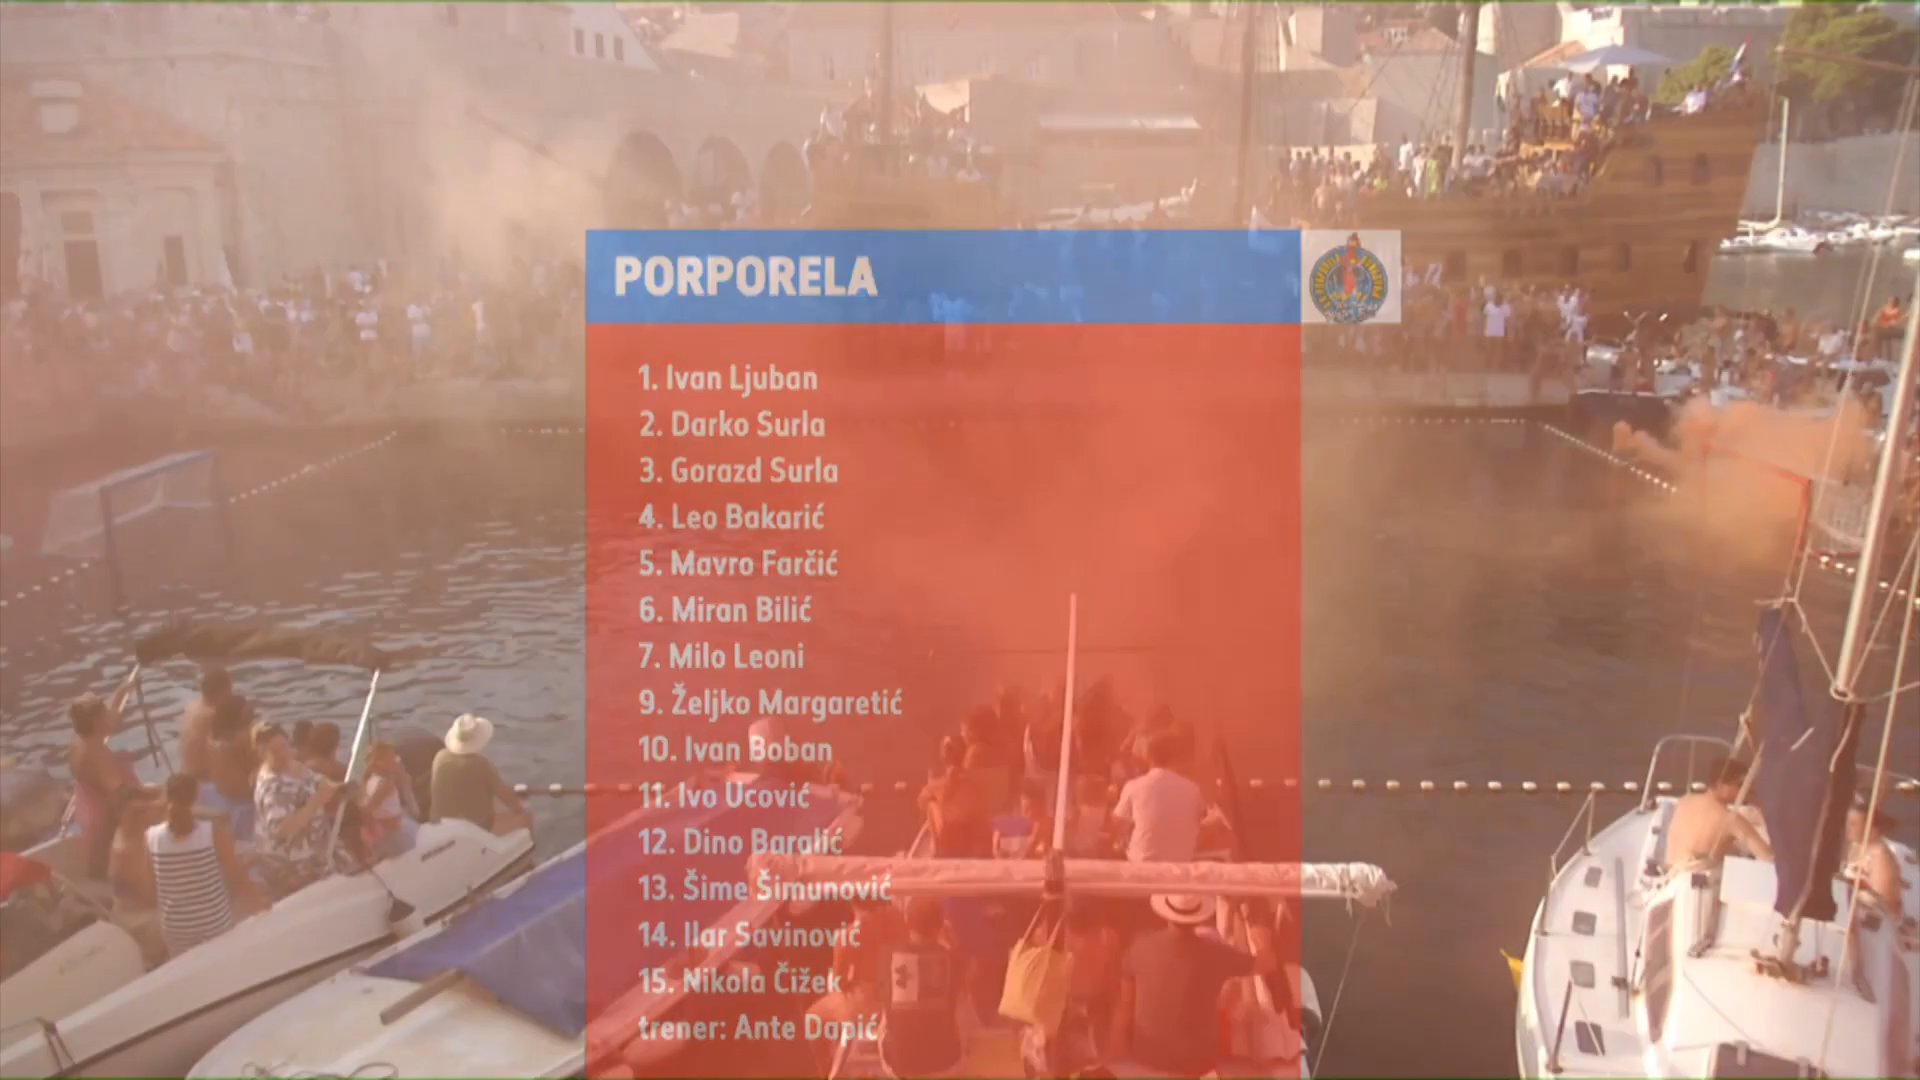 PORPORELA
1. Ivan Ljuban
2. Darko Surla
3. Gorazd Surla
4. Leo Bakarić
5. Mavro Farčić
6. Miran Bilić
7. Milo Leoni
9. Željko Margaretić
10. Ivan Boban
11. Ivo Ucović
12. Dino Baralić
13. Šime Šimunović
14. Ilar Savinović
15. Nikola Čižek
trener: Ante Dapić